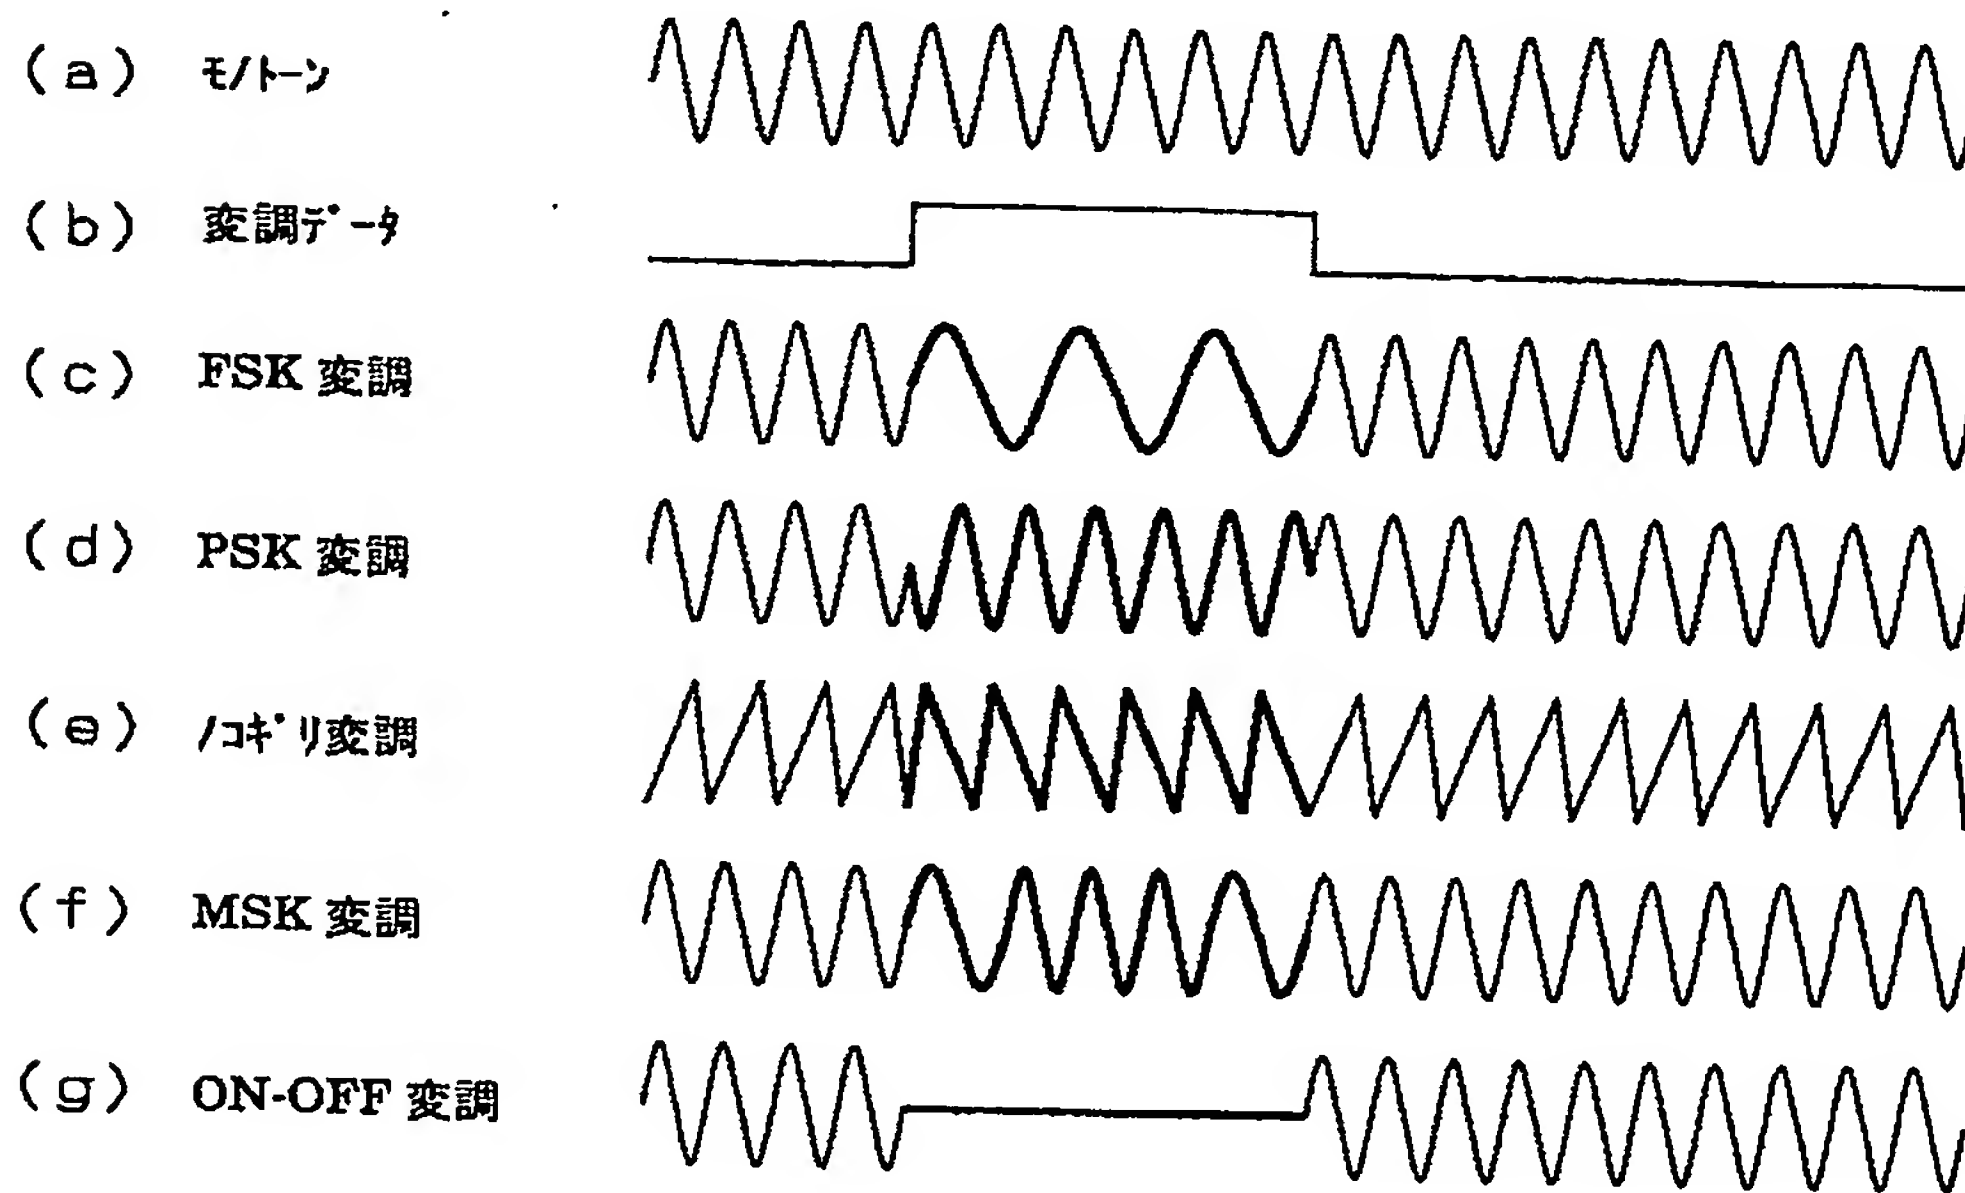 (a) ﾓﾉﾄｰﾝ
(b) 変調ﾃﾞｰﾀ
(c) FSK 変調
(d) PSK 変調
(e) ﾉｺｷﾞﾘ変調
(f) MSK 変調
(g) ON-OFF 変調